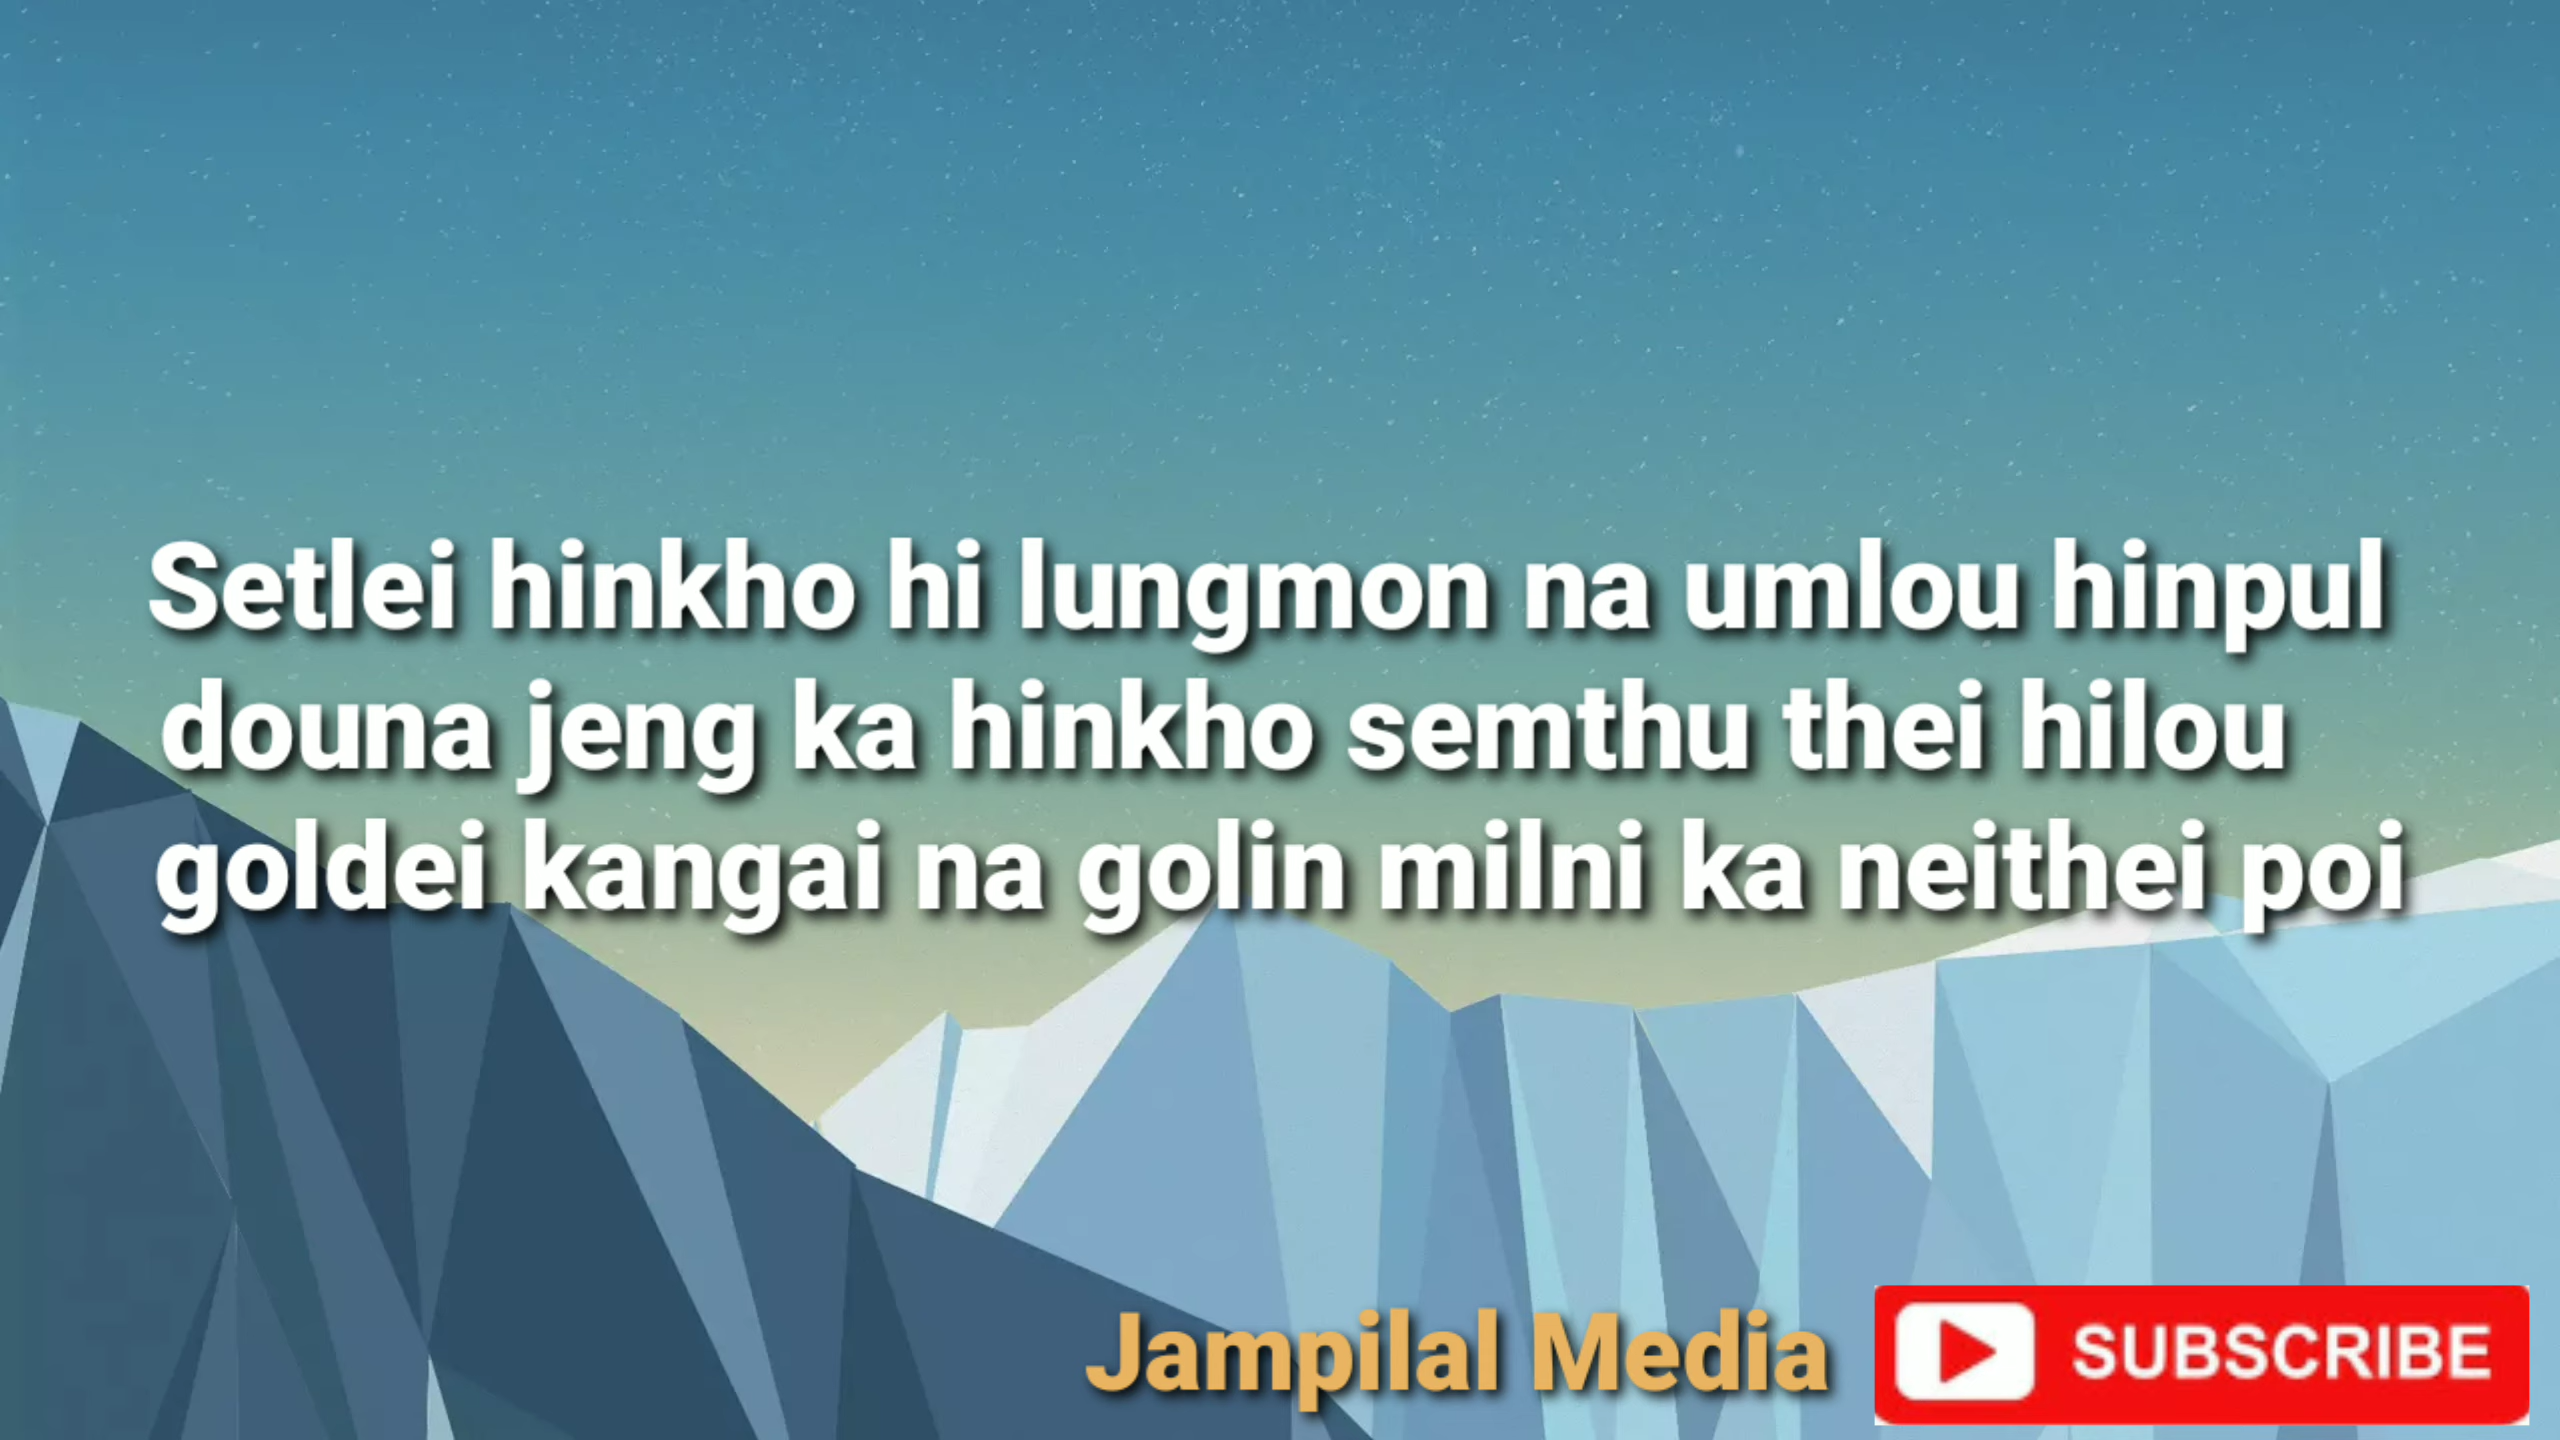 Setlei hinkho hi lungmon na umlou hinpul
douna jeng ka hinkho semthu thei hilou
goldei kangai na golin milni ka neithei poi
Jampilal Media
SUBSCRIBE